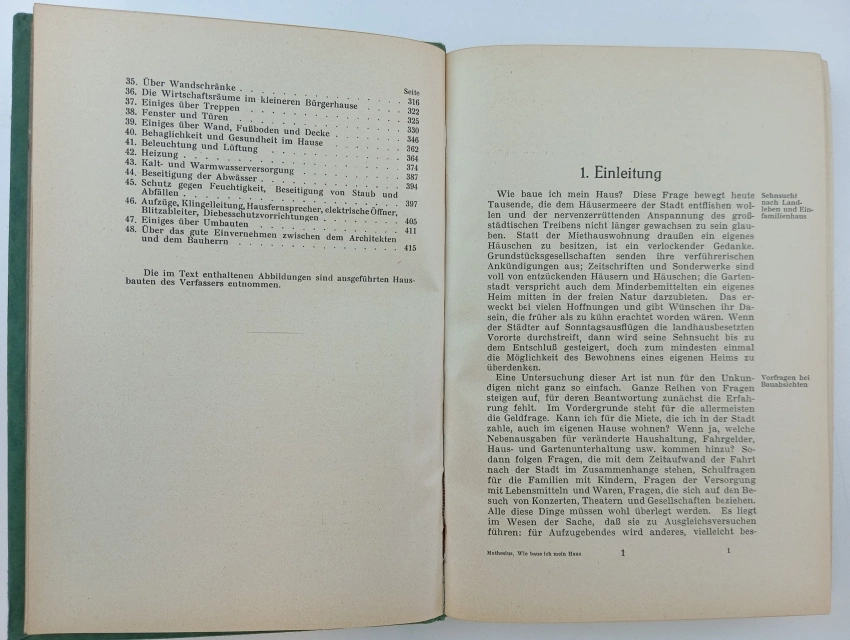 Seite
35. Über Wandschränke . . . . . . . . . . . . . . . 316
36. Die Wirtschaftsräume im kleineren Bürgerhause . . . . 322
37. Einiges über Treppen . . . . . . . . . . . . . . 325
38. Fenster und Türen . . . . . . . . . . . . . . . 330
39. Einiges über Wand, Fußboden und Decke . . . . . . . 346
40. Behaglichkeit und Gesundheit im Hause . . . . . . . 362
41. Beleuchtung und Lüftung . . . . . . . . . . . . . 364
42. Heizung . . . . . . . . . . . . . . . . . . . 374
43. Kalt- und Warmwasserversorgung . . . . . . . . . . 387
44. Beseitigung der Abwässer . . . . . . . . . . . . . 394
45. Schutz gegen Feuchtigkeit, Beseitigung von Staub und
Abfällen . . . . . . . . . . . . . . . . . . . 397
46. Aufzüge, Klingelleitung, Hausfernsprecher, elektrische Öffner,
Blitzableiter, Diebesschutzvorrichtungen . . . . . . . 405
47. Einiges über Umbauten . . . . . . . . . . . . . . 411
48. Über das gute Einvernehmen zwischen dem Architekten
und dem Bauherrn . . . . . . . . . . . . . . . . 415
Die im Text enthaltenen Abbildungen sind ausgeführten Haus-
bauten des Verfassers entnommen.
1. Einleitung
Wie baue ich mein Haus? Diese Frage bewegt heute
Tausende, die dem Häusermeere der Stadt entfliehen wol-
len und der nervenzerrüttenden Anspannung des groß-
städtischen Treibens nicht länger gewachsen zu sein glau-
ben. Statt der Miethauswohnung draußen ein eigenes
Häuschen zu besitzen, ist ein verlockender Gedanke.
Grundstücksgesellschaften senden ihre verführerischen
Ankündigungen aus; Zeitschriften und Sonderwerke sind
voll von entzückenden Häusern und Häuschen; die Garten-
stadt verspricht auch dem Minderbemittelten ein eigenes
Heim mitten in der freien Natur darzubieten. Das er-
weckt bei vielen Hoffnungen und gibt Wünschen ihr Da-
sein, die früher als zu kühn erachtet worden wären. Wenn
der Städter auf Sonntagsausflügen die landhausbesetzten
Vororte durchstreift, dann wird seine Sehnsucht bis zu
dem Entschluß gesteigert, doch zum mindesten einmal
die Möglichkeit des Bewohnens eines eigenen Heims zu
überdenken.
Sehnsucht
nach Land-
leben und Ein-
familienhaus
Eine Untersuchung dieser Art ist nun für den Unkun-
digen nicht ganz so einfach. Ganze Reihen von Fragen
steigen auf, für deren Beantwortung zunächst die Erfah-
rung fehlt. Im Vordergrunde steht für die allermeisten
die Geldfrage. Kann ich für die Miete, die ich in der Stadt
zahle, auch im eigenen Hause wohnen? Wenn ja, welche
Nebenausgaben für veränderte Haushaltung, Fahrgelder,
Haus- und Gartenunterhaltung usw. kommen hinzu? So-
dann folgen Fragen, die mit dem Zeitaufwand der Fahrt
nach der Stadt im Zusammenhange stehen, Schulfragen
für die Familien mit Kindern, Fragen der Versorgung
mit Lebensmitteln und Waren, Fragen, die sich auf den Be-
such von Konzerten, Theatern und Gesellschaften beziehen.
Alle diese Dinge müssen wohl überlegt werden. Es liegt
im Wesen der Sache, daß sie zu Ausgleichsversuchen
führen: für Aufzugebendes wird anderes, vielleicht bes-
Vorfragen bei
Bauabsichten
Muthesius, Wie baue ich mein Haus 1 1